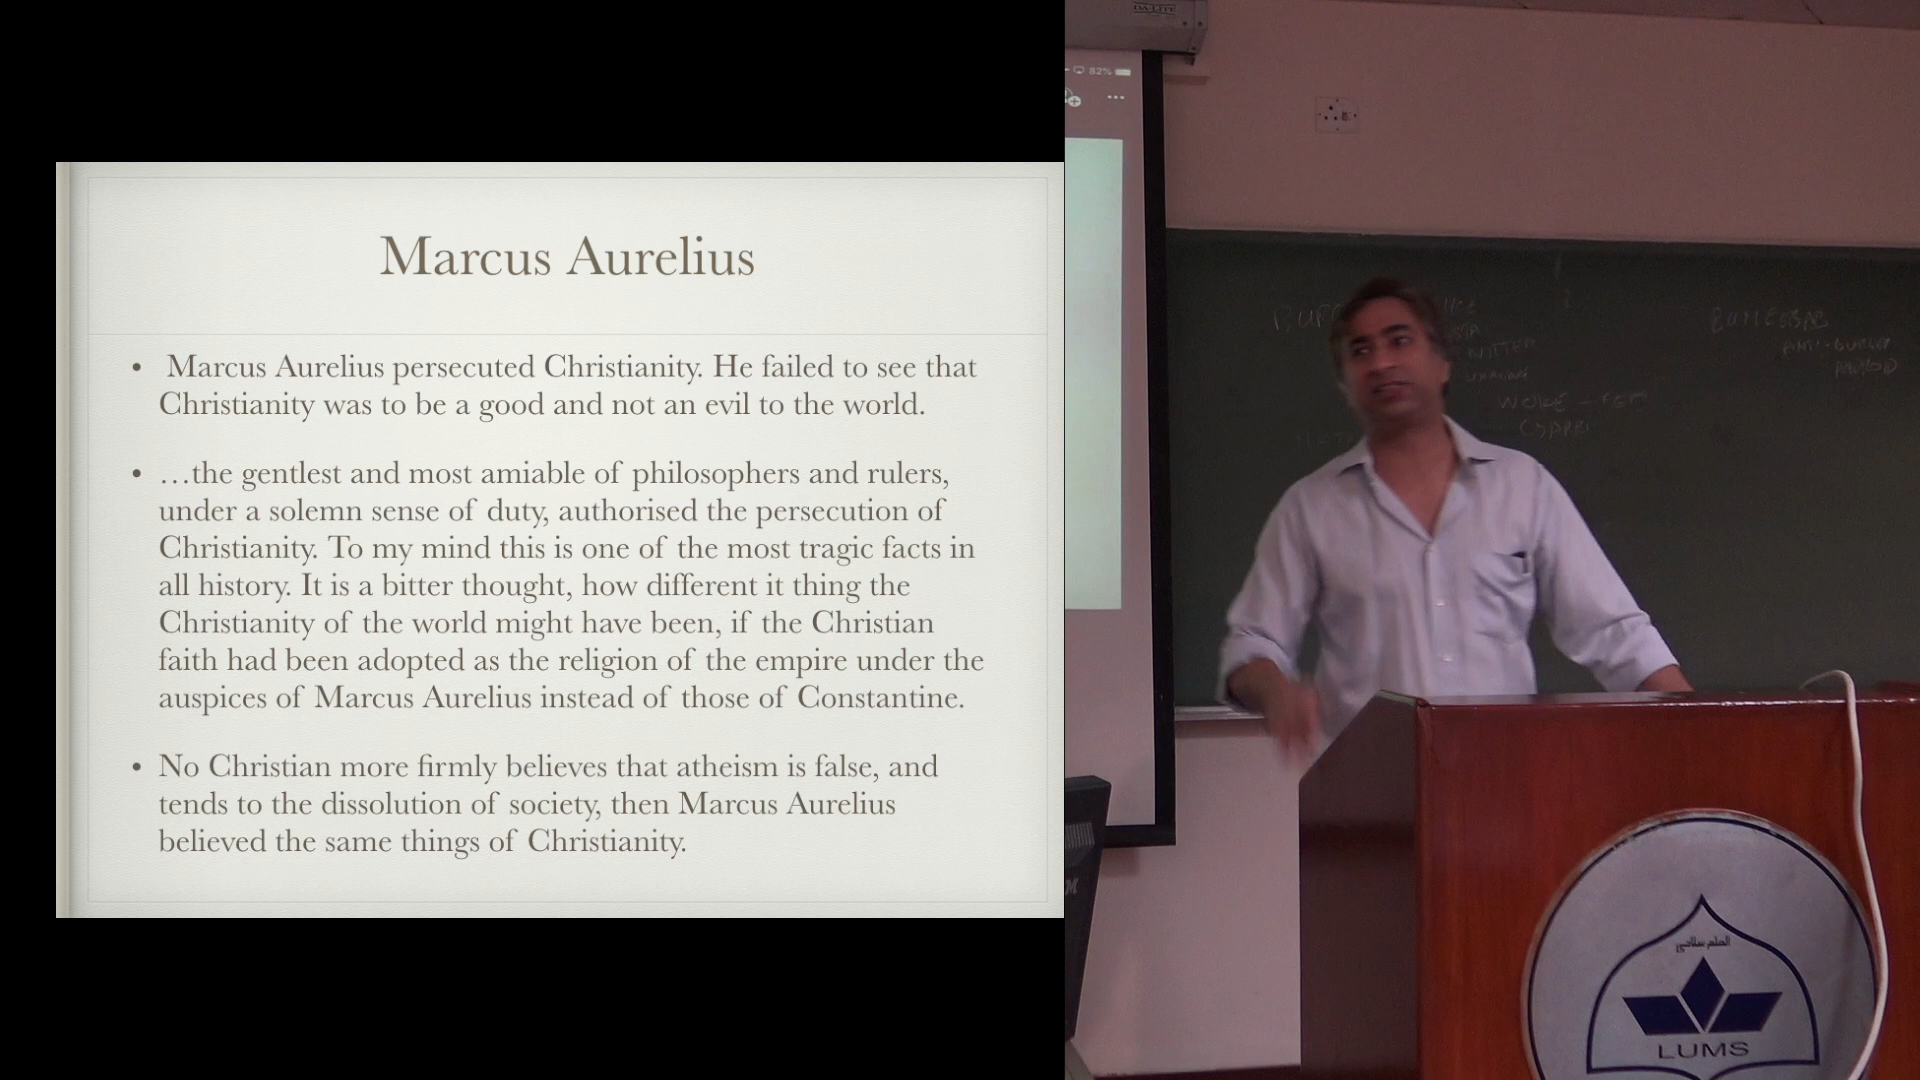 Marcus Aurelius
• Marcus Aurelius persecuted Christianity. He failed to see that
Christianity was to be a good and not an evil to the world.
• …the gentlest and most amiable of philosophers and rulers,
under a solemn sense of duty, authorised the persecution of
Christianity. To my mind this is one of the most tragic facts in
all history. It is a bitter thought, how different it thing the
Christianity of the world might have been, if the Christian
faith had been adopted as the religion of the empire under the
auspices of Marcus Aurelius instead of those of Constantine.
• No Christian more firmly believes that atheism is false, and
tends to the dissolution of society, then Marcus Aurelius
believed the same things of Christianity.
DA-LITE
82%
WOKE
LUMS